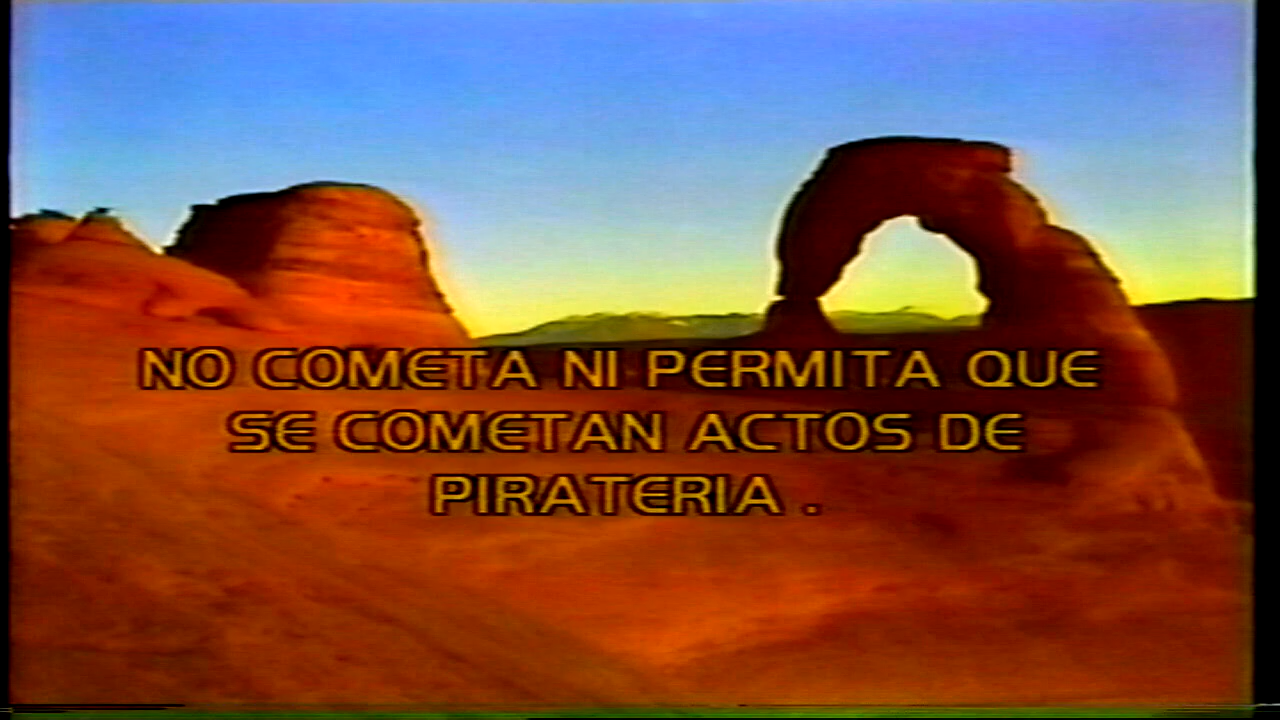 NO COMETA NI PERMITA QUE
SE COMETAN ACTOS DE
PIRATERIA .